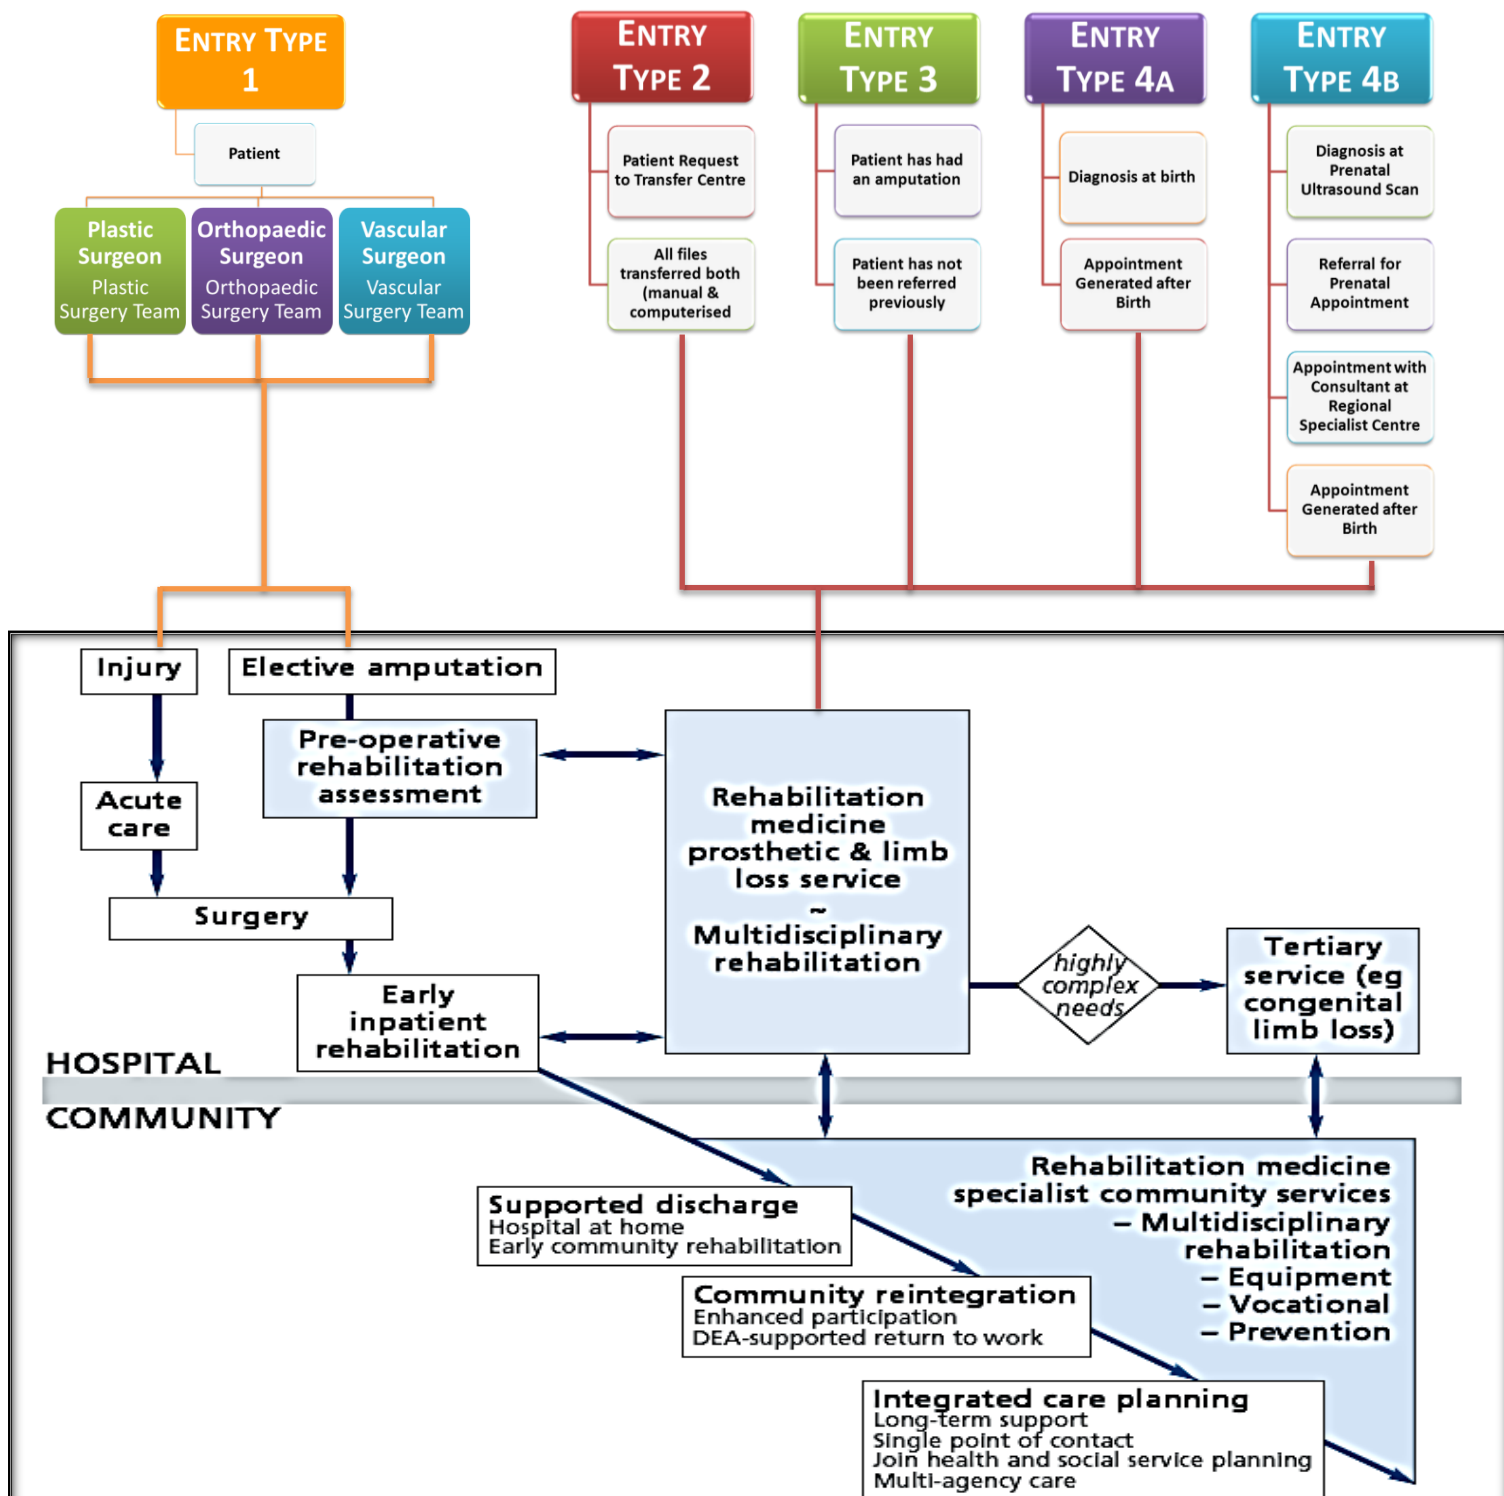 ENTRY TYPE
1
Patient
Plastic
Surgeon
Plastic
Surgery Team
Orthopaedic
Surgeon
Orthopaedic
Surgery Team
Vascular
Surgeon
Vascular
Surgery Team
ENTRY
TYPE 2
Patient Request
to Transfer Centre
All files
transferred both
(manual &
computerised
ENTRY
TYPE 3
Patient has had
an amputation
Patient has not
been referred
previously
ENTRY
TYPE 4A
Diagnosis at birth
Appointment
Generated after
Birth
ENTRY
TYPE 4B
Diagnosis at
Prenatal
Ultrasound Scan
Referral for
Prenatal
Appointment
Appointment with
Consultant at
Regional
Specialist Centre
Appointment
Generated after
Birth
Injury
Elective amputation
Pre-operative
rehabilitation
assessment
Acute
care
Surgery
Early
inpatient
rehabilitation
Rehabilitation
medicine
prosthetic & limb
loss service
~
Multidisciplinary
rehabilitation
highly
complex
needs
Tertiary
service (eg
congenital
limb loss)
HOSPITAL
COMMUNITY
Rehabilitation medicine
specialist community services
– Multidisciplinary
rehabilitation
– Equipment
– Vocational
– Prevention
Supported discharge
Hospital at home
Early community rehabilitation
Community reintegration
Enhanced participation
DEA-supported return to work
Integrated care planning
Long-term support
Single point of contact
Join health and social service planning
Multi-agency care